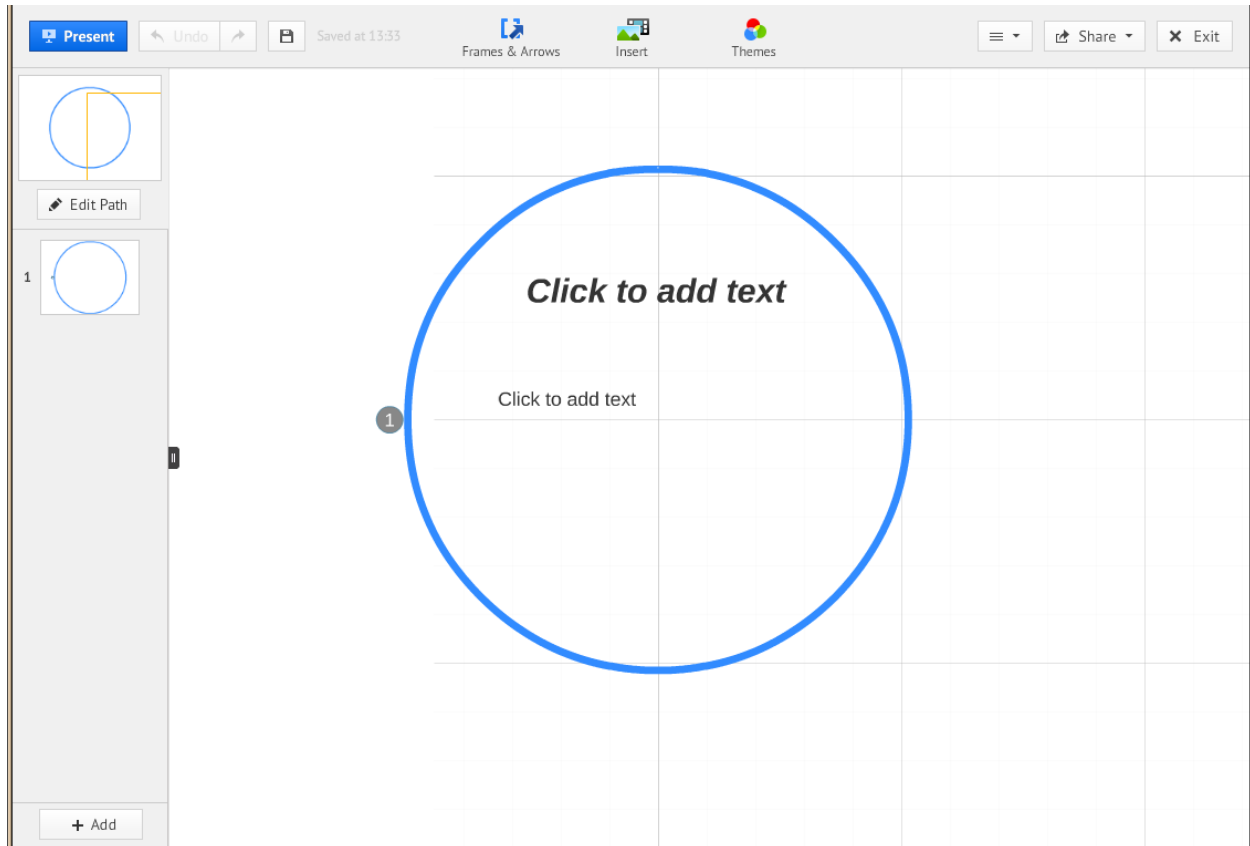 Present
Undo
Saved at 13:33
Frames & Arrows
Insert
Themes
Share
Exit
Edit Path
1
Click to add text
Click to add text
1
Add